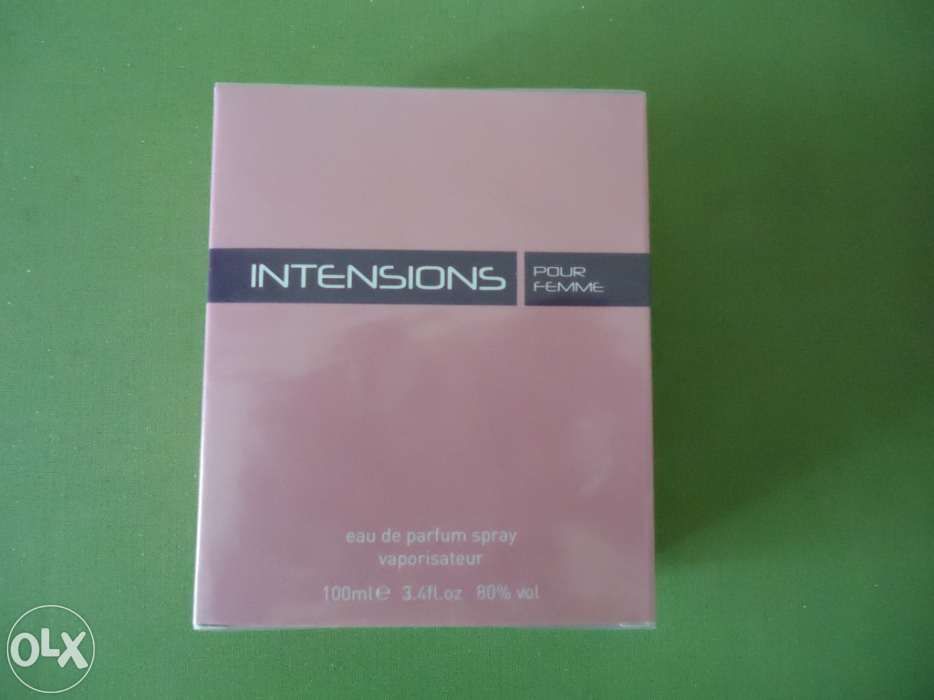 INTENSIONS
POUR
FEMME
eau de parfum spray
vaporisateur
100ml℮ 3.4fl.oz 80% vol
OLX